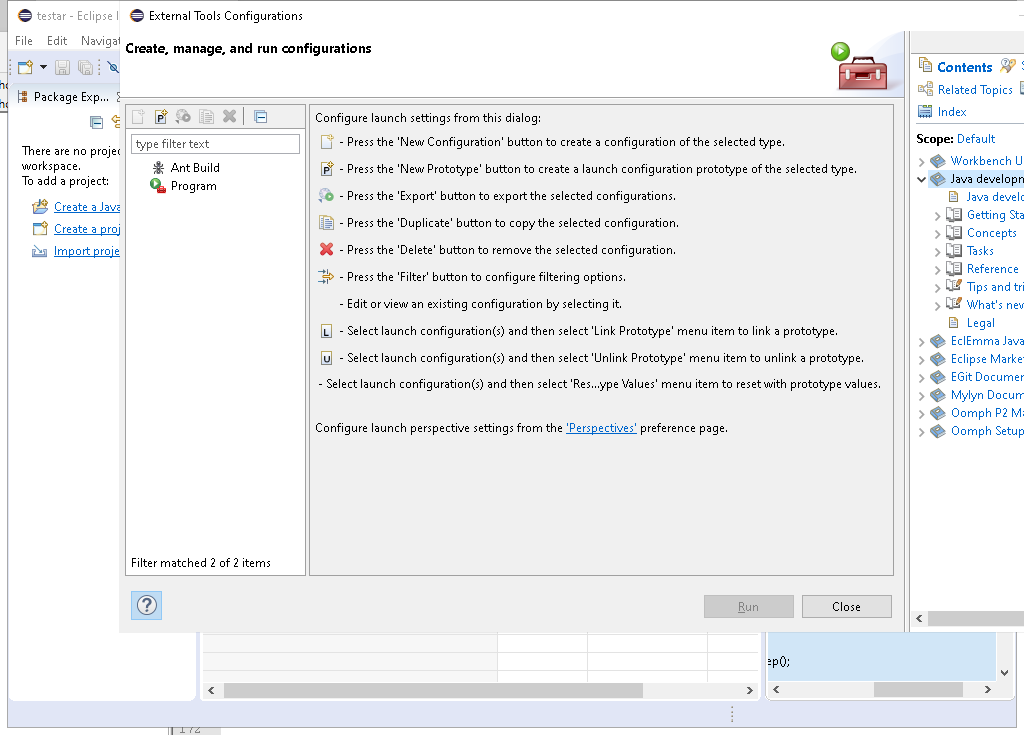 testar - Eclipse I
External Tools Configurations
File Edit Navigat
Create, manage, and run configurations
Package Exp...
There are no projec
workspace.
To add a project:
Create a Java
Create a proj
Import proje
type filter text
Ant Build
Program
Filter matched 2 of 2 items
Configure launch settings from this dialog:
- Press the 'New Configuration' button to create a configuration of the selected type.
P - Press the 'New Prototype' button to create a launch configuration prototype of the selected type.
- Press the 'Export' button to export the selected configurations.
- Press the 'Duplicate' button to copy the selected configuration.
- Press the 'Delete' button to remove the selected configuration.
- Press the 'Filter' button to configure filtering options.
- Edit or view an existing configuration by selecting it.
L - Select launch configuration(s) and then select 'Link Prototype' menu item to link a prototype.
U - Select launch configuration(s) and then select 'Unlink Prototype' menu item to unlink a prototype.
- Select launch configuration(s) and then select 'Res...ype Values' menu item to reset with prototype values.
Configure launch perspective settings from the 'Perspectives' preference page.
?
Run
Close
Contents
Related Topics
Index
Scope: Default
Workbench U
Java developn
Java develo
Getting Sta
Concepts
Tasks
Reference
Tips and tri
What's new
Legal
EclEmma Java
Eclipse Marke
EGit Documer
Mylyn Docum
Oomph P2 Ma
Oomph Setup
ep();
172